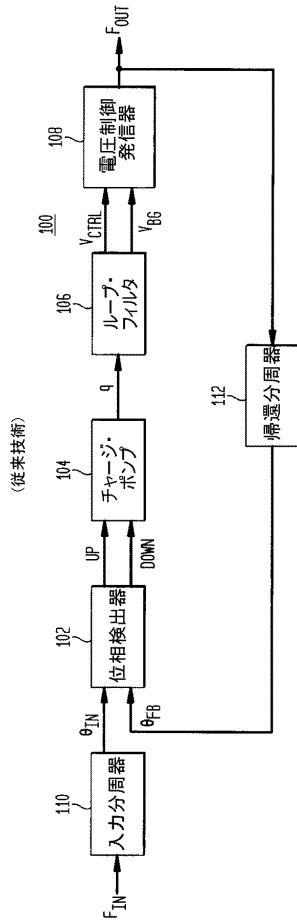 (従来技術)
100
F_IN
110
入力分周器
θ_IN
θ_FB
102
位相検出器
UP
DOWN
104
チャージ・
ポンプ
q
106
ループ・
フィルタ
V_CTRL
V_BG
108
電圧制御
発信器
F_OUT
112
帰還分周器